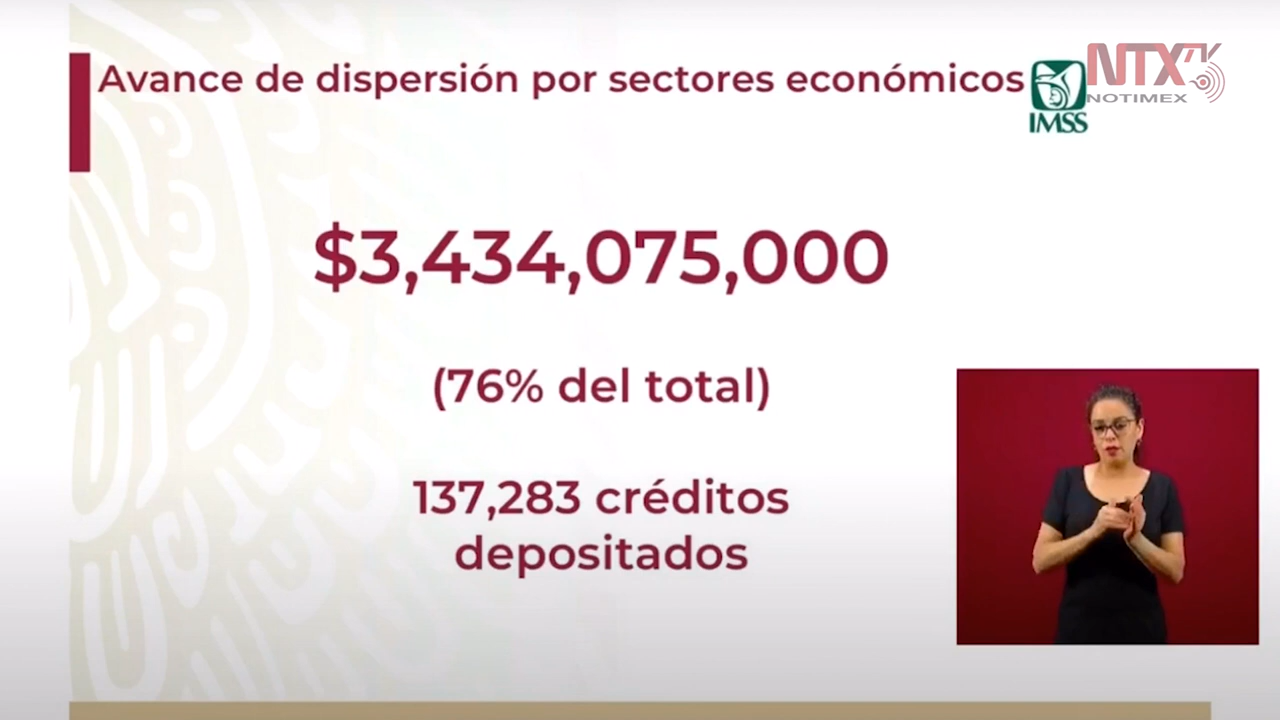 Avance de dispersión por sectores económicos
IMSS
NTX
NOTIMEX
$3,434,075,000
(76% del total)
137,283 créditos
depositados